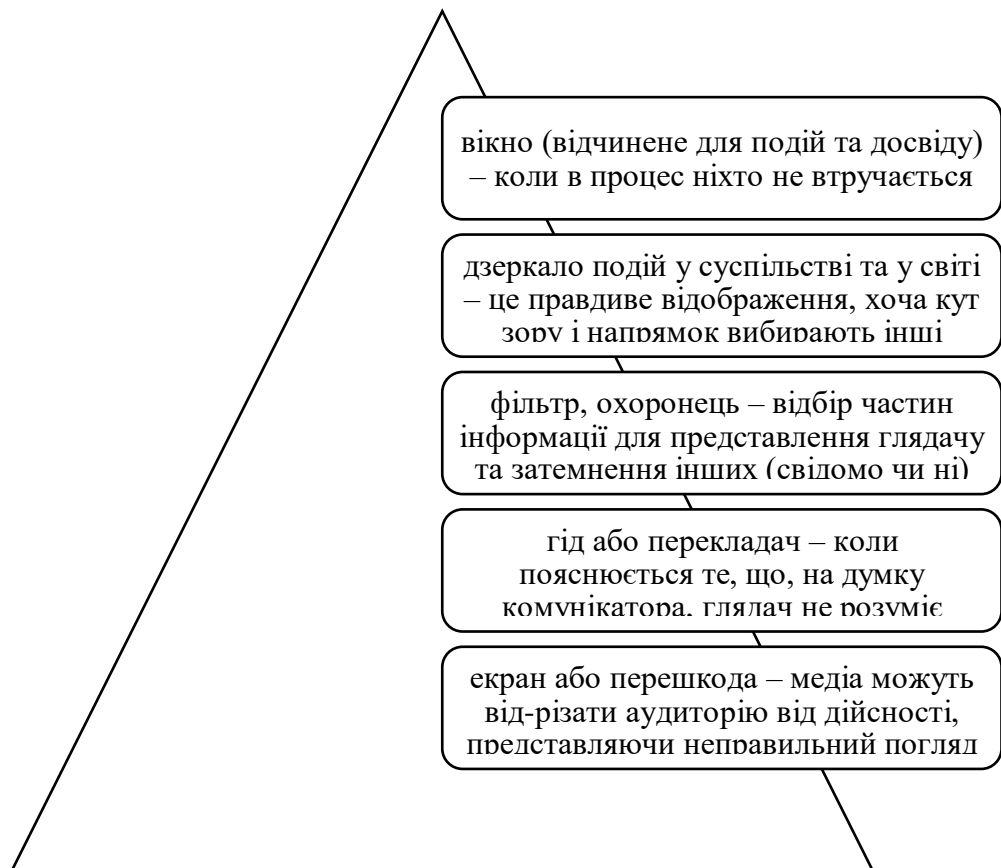 вікно (відчинене для подій та досвіду)
– коли в процес ніхто не втручається
дзеркало подій у суспільстві та у світі
– це правдиве відображення, хоча кут
зору і напрямок вибирають інші
фільтр, охоронець – відбір частин
інформації для представлення глядачу
та затемнення інших (свідомо чи ні)
гід або перекладач – коли
пояснюється те, що, на думку
комунікатора, глядач не розуміє
екран або перешкода – медіа можуть
від-різати аудиторію від дійсності,
представляючи неправильний погляд